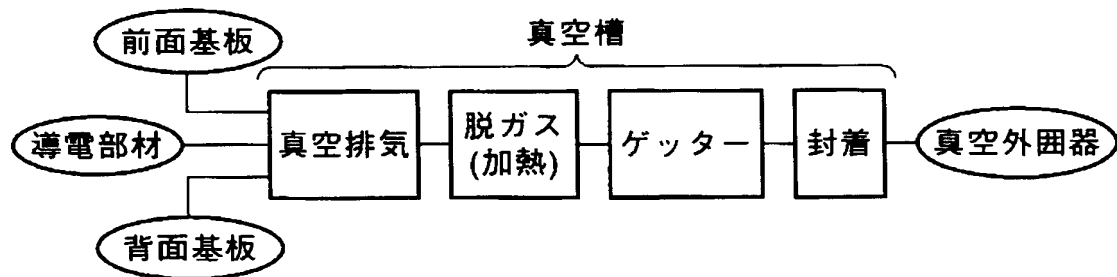 前面基板
真空槽
導電部材
真空排気
脱ガス
(加熱)
ゲッター
封着
真空外囲器
背面基板